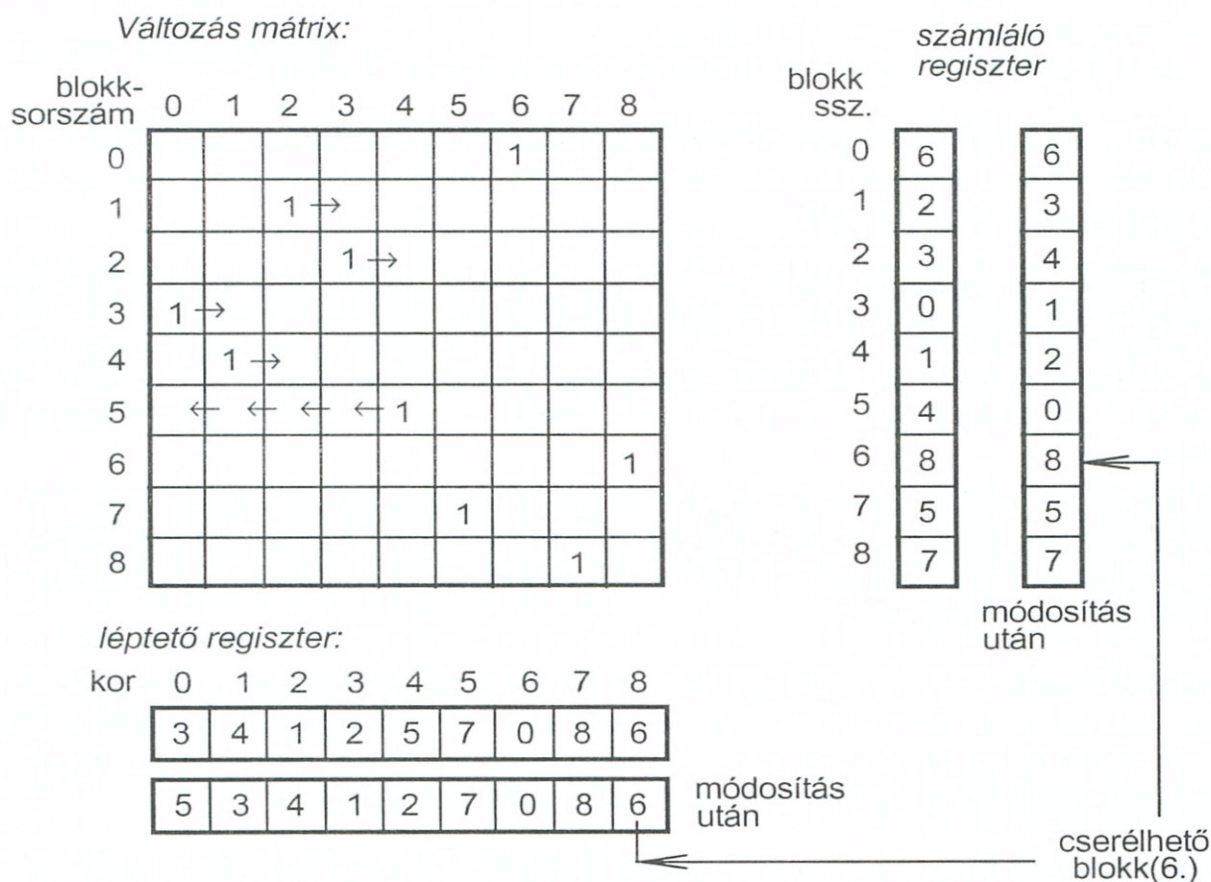 Változás mátrix:
blokk-
sorszám
0 1 2 3 4 5 6 7 8
0 1
1 1 →
2 1 →
3 1 →
4 1 →
5 ← ← ← ← 1
6 1
7 1
8 1
számláló
regiszter
blokk
ssz.
0 6 6
1 2 3
2 3 4
3 0 1
4 1 2
5 4 0
6 8 8
7 5 5
8 7 7
módosítás
után
léptető regiszter:
kor 0 1 2 3 4 5 6 7 8
3 4 1 2 5 7 0 8 6
5 3 4 1 2 7 0 8 6
módosítás
után
cserélhető
blokk(6.)